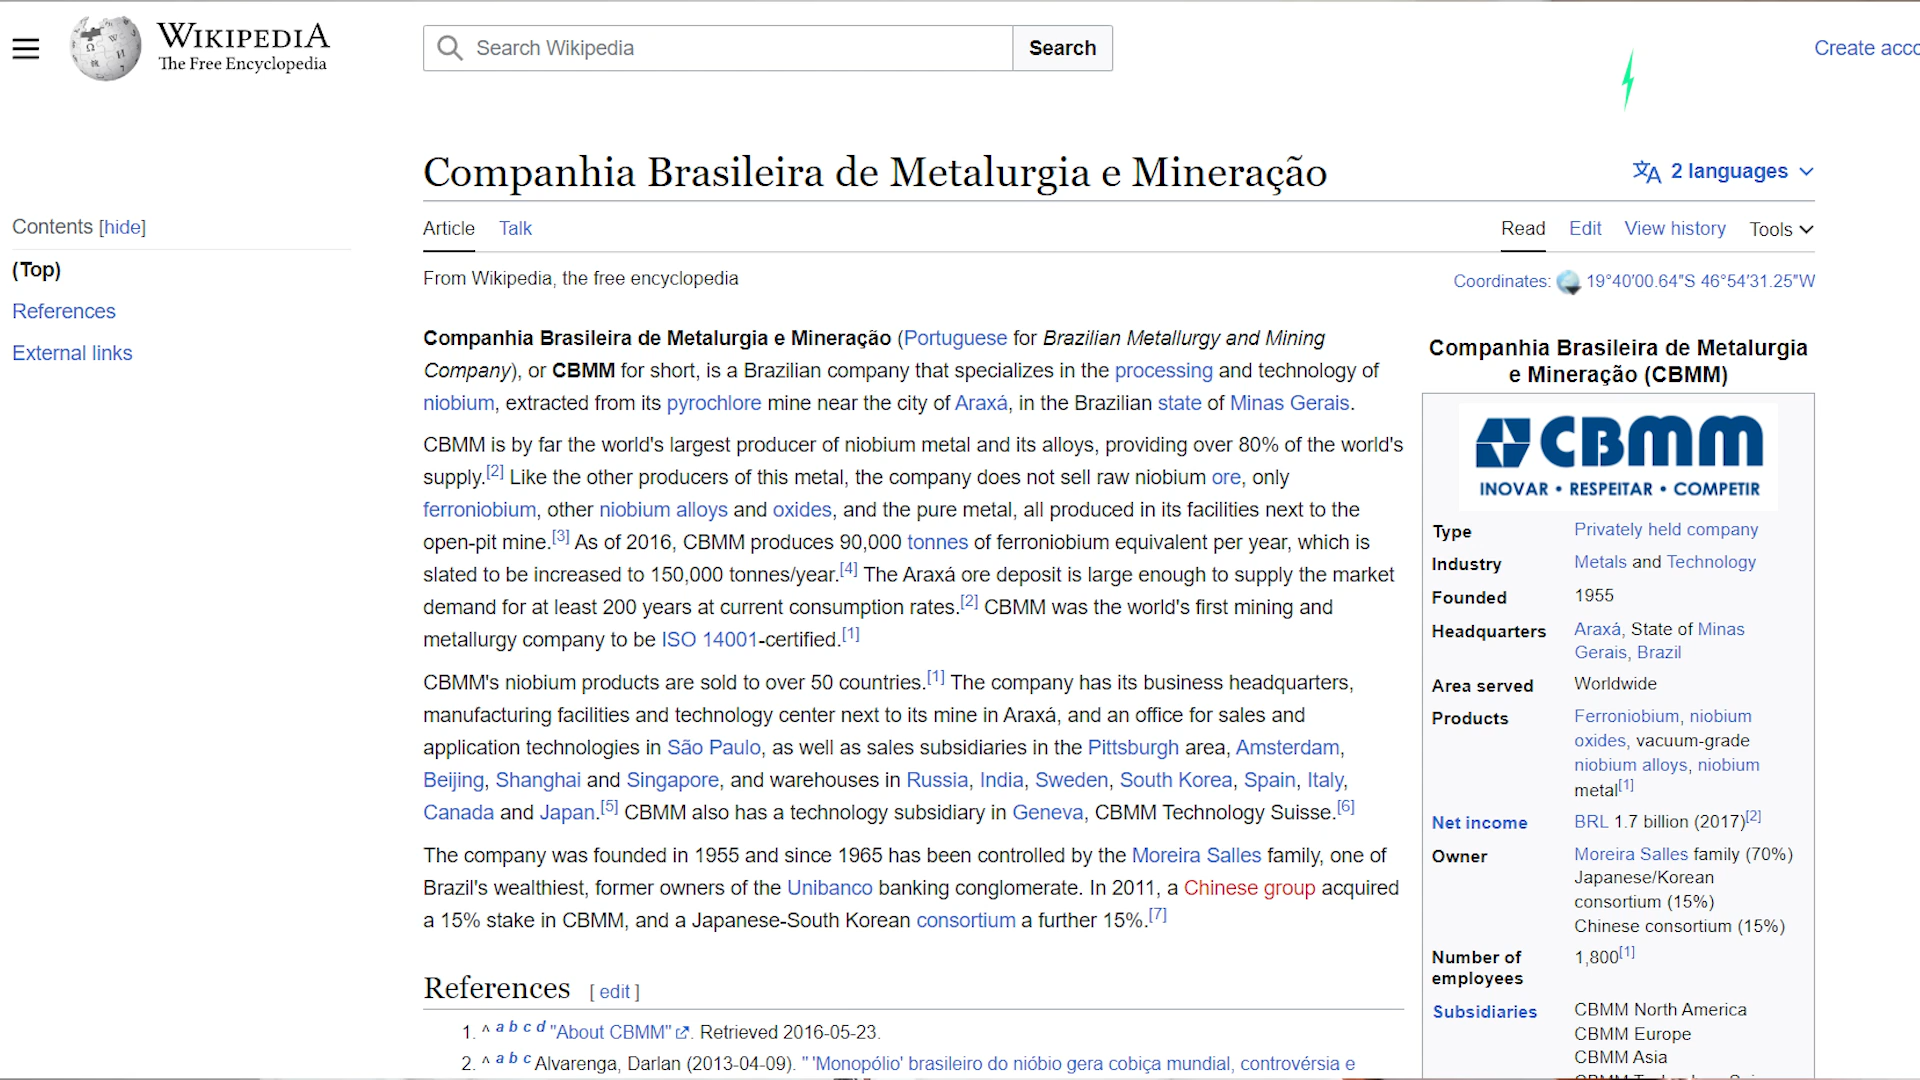 WIKIPEDIA
The Free Encyclopedia
Search Wikipedia
Search
Create acco
Companhia Brasileira de Metalurgia e Mineração
2 languages
Contents [hide]
(Top)
References
External links
Article Talk
Read Edit View history Tools
From Wikipedia, the free encyclopedia
Coordinates: 19°40′00.64″S 46°54′31.25″W
Companhia Brasileira de Metalurgia e Mineração (Portuguese for Brazilian Metallurgy and Mining
Company), or CBMM for short, is a Brazilian company that specializes in the processing and technology of
niobium, extracted from its pyrochlore mine near the city of Araxá, in the Brazilian state of Minas Gerais.
CBMM is by far the world's largest producer of niobium metal and its alloys, providing over 80% of the world's
supply.[2] Like the other producers of this metal, the company does not sell raw niobium ore, only
ferroniobium, other niobium alloys and oxides, and the pure metal, all produced in its facilities next to the
open-pit mine.[3] As of 2016, CBMM produces 90,000 tonnes of ferroniobium equivalent per year, which is
slated to be increased to 150,000 tonnes/year.[4] The Araxá ore deposit is large enough to supply the market
demand for at least 200 years at current consumption rates.[2] CBMM was the world's first mining and
metallurgy company to be ISO 14001-certified.[1]
CBMM's niobium products are sold to over 50 countries.[1] The company has its business headquarters,
manufacturing facilities and technology center next to its mine in Araxá, and an office for sales and
application technologies in São Paulo, as well as sales subsidiaries in the Pittsburgh area, Amsterdam,
Beijing, Shanghai and Singapore, and warehouses in Russia, India, Sweden, South Korea, Spain, Italy,
Canada and Japan.[5] CBMM also has a technology subsidiary in Geneva, CBMM Technology Suisse.[6]
The company was founded in 1955 and since 1965 has been controlled by the Moreira Salles family, one of
Brazil's wealthiest, former owners of the Unibanco banking conglomerate. In 2011, a Chinese group acquired
a 15% stake in CBMM, and a Japanese-South Korean consortium a further 15%.[7]
References [ edit ]
1. ^ a b c d "About CBMM". Retrieved 2016-05-23.
2. ^ a b c Alvarenga, Darlan (2013-04-09). "'Monopólio' brasileiro do nióbio gera cobiça mundial, controvérsia e
Companhia Brasileira de Metalurgia
e Mineração (CBMM)
CBMM
INOVAR • RESPEITAR • COMPETIR
Type Privately held company
Industry Metals and Technology
Founded 1955
Headquarters Araxá, State of Minas
Gerais, Brazil
Area served Worldwide
Products Ferroniobium, niobium
oxides, vacuum-grade
niobium alloys, niobium
metal[1]
Net income BRL 1.7 billion (2017)[2]
Owner Moreira Salles family (70%)
Japanese/Korean
consortium (15%)
Chinese consortium (15%)
Number of 1,800[1]
employees
Subsidiaries CBMM North America
CBMM Europe
CBMM Asia